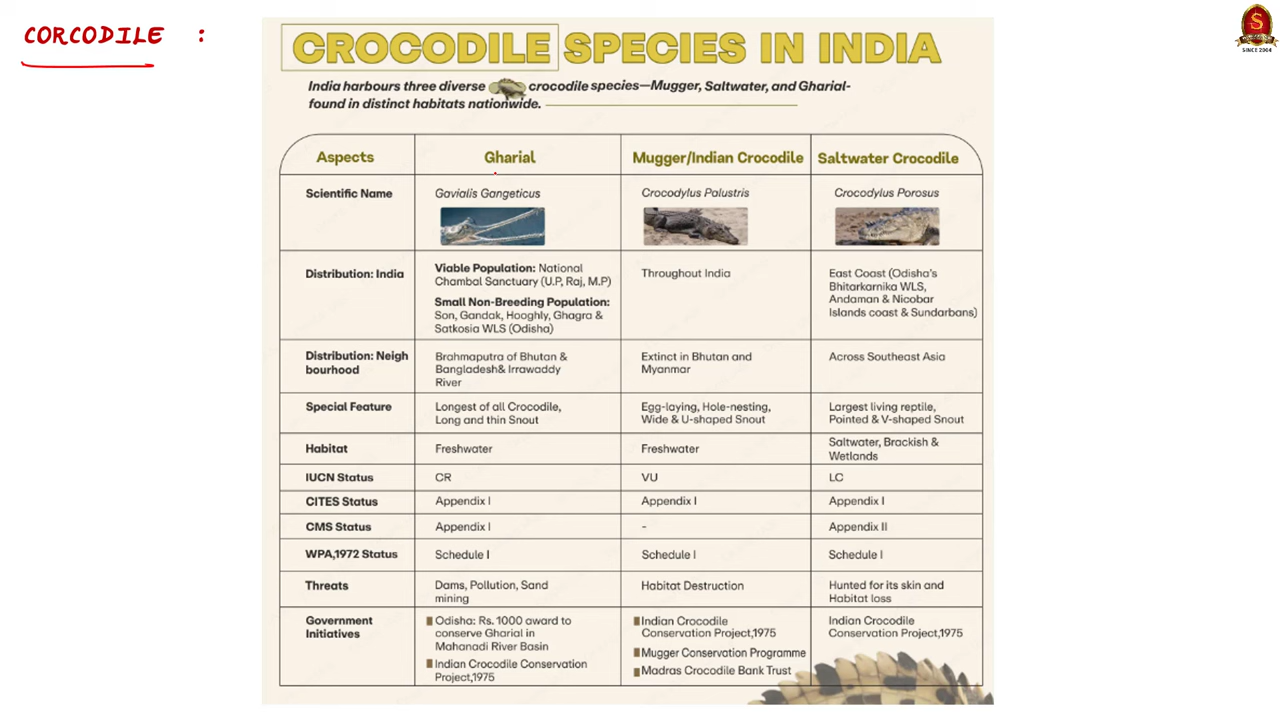 CORCODILE :
SINCE 2004
CROCODILE SPECIES IN INDIA
India harbours three diverse crocodile species—Mugger, Saltwater, and Gharial-
found in distinct habitats nationwide.
Aspects
Gharial
Mugger/Indian Crocodile
Saltwater Crocodile
Scientific Name
Gavialis Gangeticus
Crocodylus Palustris
Crocodylus Porosus
Distribution: India
Viable Population: National
Chambal Sanctuary (U.P, Raj, M.P)
Small Non-Breeding Population:
Son, Gandak, Hooghly, Ghagra &
Satkosia WLS (Odisha)
Throughout India
East Coast (Odisha's
Bhitarkarnika WLS,
Andaman & Nicobar
Islands coast & Sundarbans)
Distribution: Neigh
bourhood
Brahmaputra of Bhutan &
Bangladesh& Irrawaddy
River
Extinct in Bhutan and
Myanmar
Across Southeast Asia
Special Feature
Longest of all Crocodile,
Long and thin Snout
Egg-laying, Hole-nesting,
Wide & U-shaped Snout
Largest living reptile,
Pointed & V-shaped Snout
Habitat
Freshwater
Freshwater
Saltwater, Brackish &
Wetlands
IUCN Status
CR
VU
LC
CITES Status
Appendix I
Appendix I
Appendix I
CMS Status
Appendix I
-
Appendix II
WPA,1972 Status
Schedule I
Schedule I
Schedule I
Threats
Dams, Pollution, Sand
mining
Habitat Destruction
Hunted for its skin and
Habitat loss
Government
Initiatives
Odisha: Rs. 1000 award to
conserve Gharial in
Mahanadi River Basin
Indian Crocodile Conservation
Project,1975
Indian Crocodile
Conservation Project,1975
Mugger Conservation Programme
Madras Crocodile Bank Trust
Indian Crocodile
Conservation Project,1975